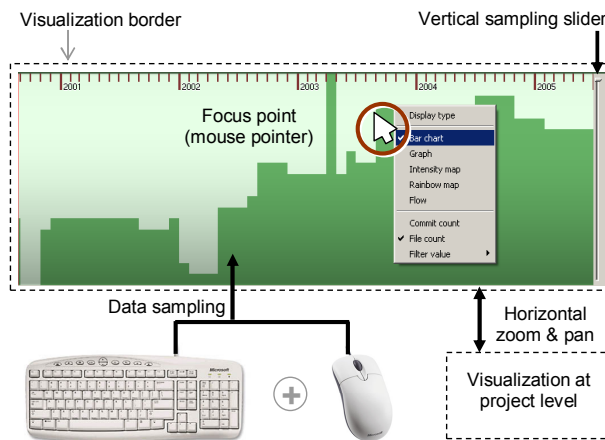 Visualization border
Vertical sampling slider
2001
2002
2003
2004
2005
Focus point
(mouse pointer)
Display type
Bar chart
Graph
Intensity map
Rainbow map
Flow
Commit count
File count
Filter value
Data sampling
Horizontal
zoom & pan
Microsoft
Visualization at
project level